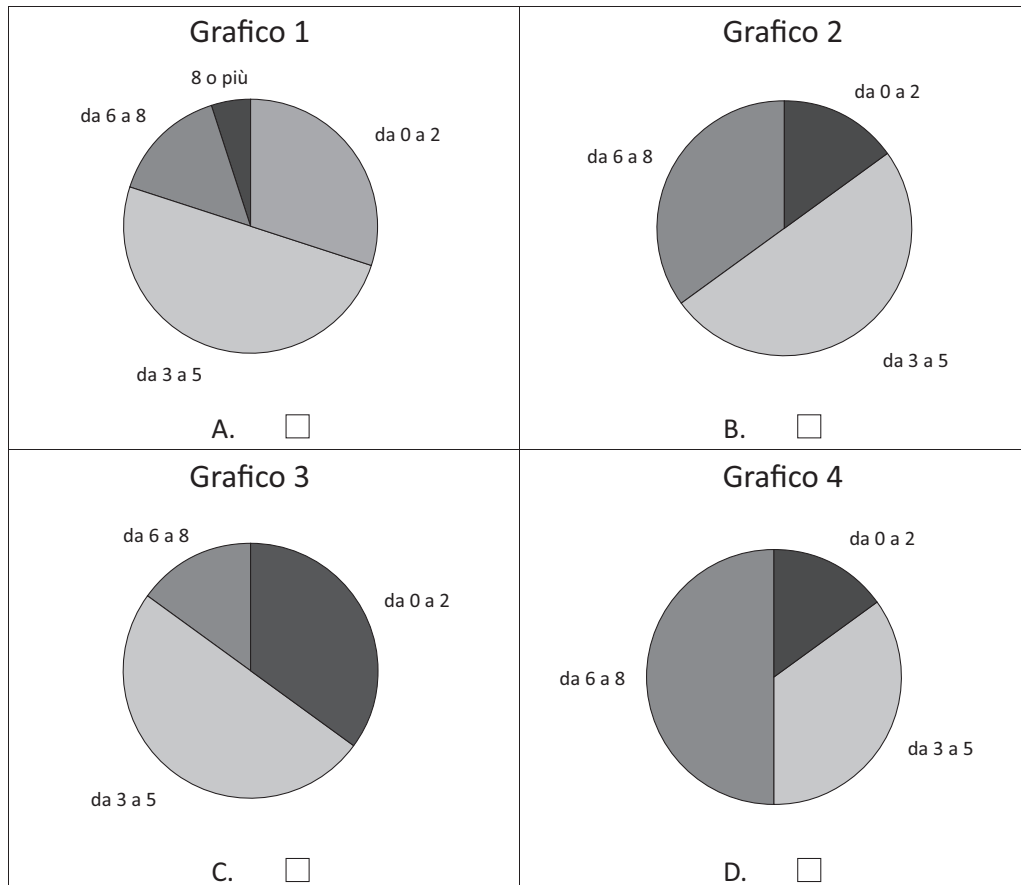 Grafico 1
8 o più
da 6 a 8
da 0 a 2
da 3 a 5
A.
Grafico 2
da 0 a 2
da 6 a 8
da 3 a 5
B.
Grafico 3
da 6 a 8
da 0 a 2
da 3 a 5
C.
Grafico 4
da 0 a 2
da 6 a 8
da 3 a 5
D.